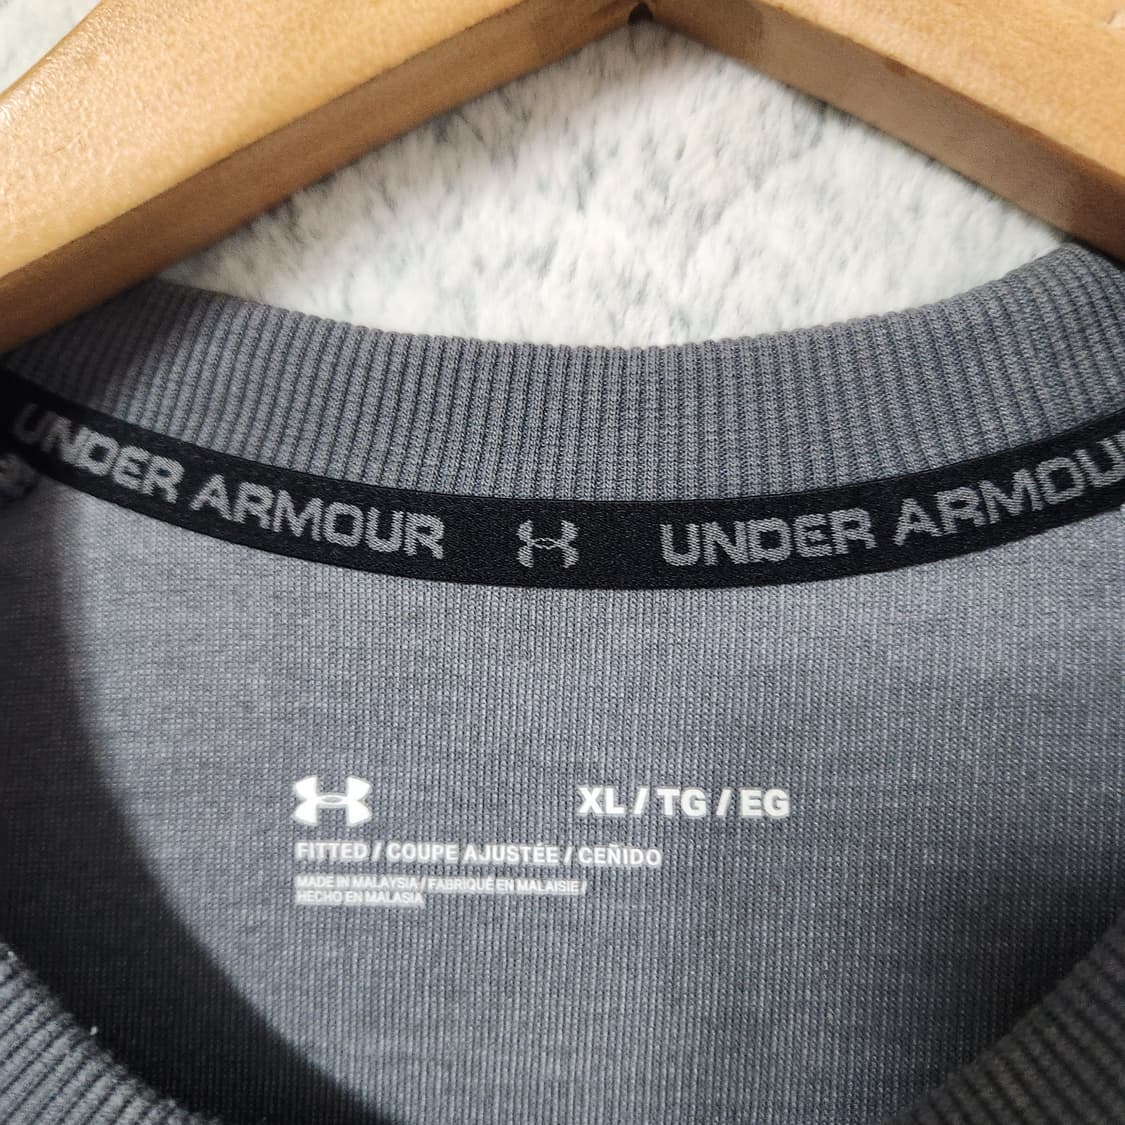 UNDER ARMOUR UNDER ARMOU
XL / TG / EG
FITTED / COUPE AJUSTÉE / CEÑIDO
MADE IN MALAYSIA / FABRIQUÉ EN MALAISIE /
HECHO EN MALASIA